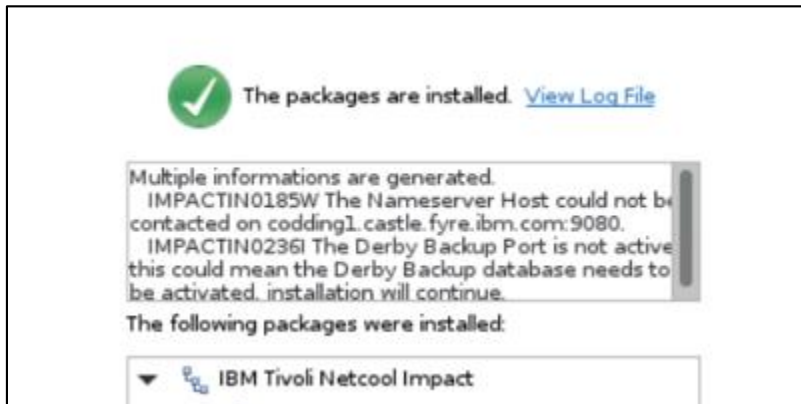 The packages are installed. View Log File
Multiple informations are generated.
IMPACTIN0185W The Nameserver Host could not be
contacted on codding1.castle.fyre.ibm.com:9080.
IMPACTIN0236I The Derby Backup Port is not active
this could mean the Derby Backup database needs to
be activated. installation will continue.
The following packages were installed:
IBM Tivoli Netcool Impact